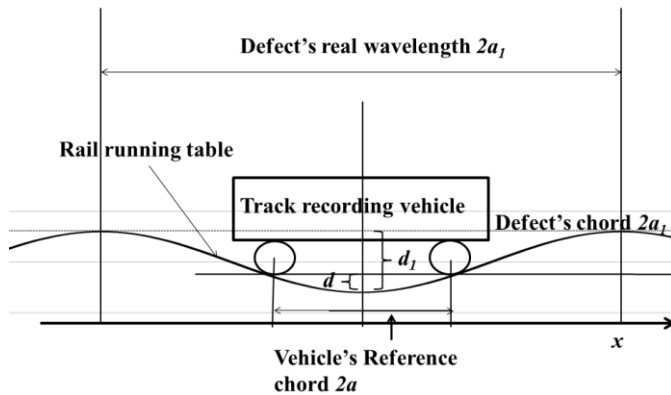 Defect's real wavelength 2a₁
Rail running table
Track recording vehicle
Defect's chord 2a₁
d₁
d
x
Vehicle's Reference
chord 2a